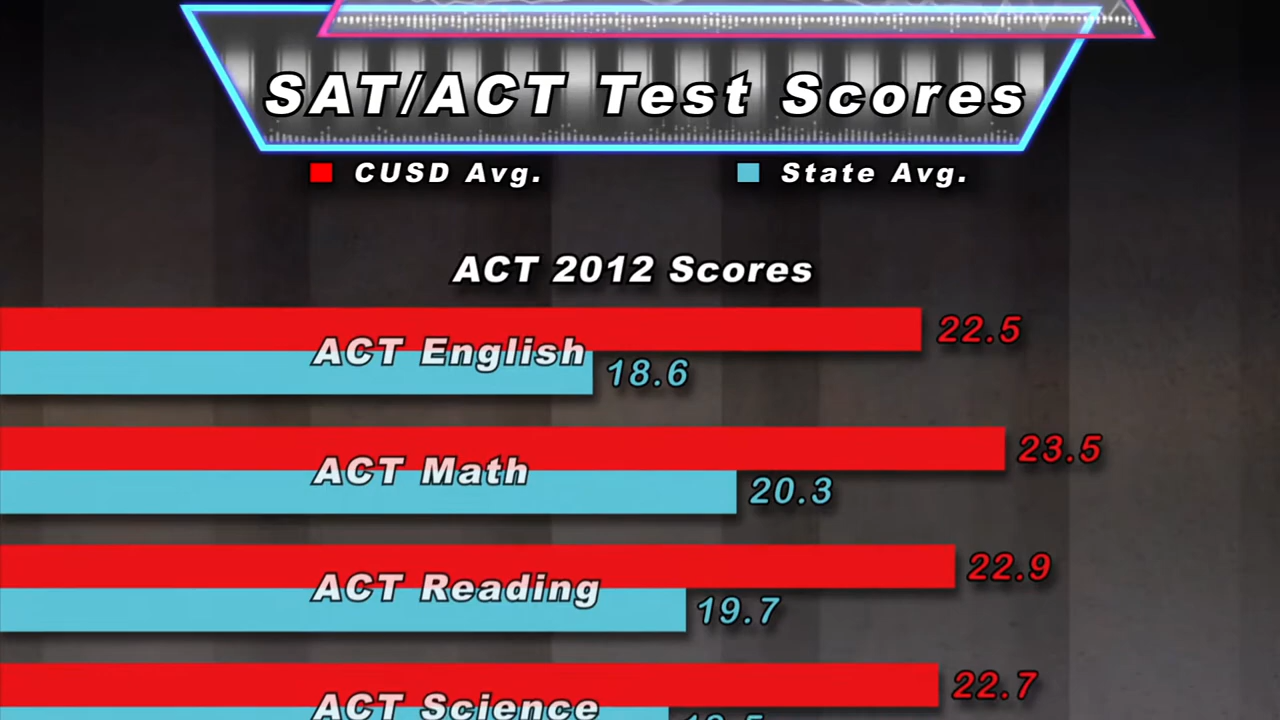 SAT/ACT Test Scores
CUSD Avg. State Avg.
ACT 2012 Scores
22.5
ACT English
18.6
23.5
ACT Math
20.3
22.9
ACT Reading
19.7
22.7
ACT Science